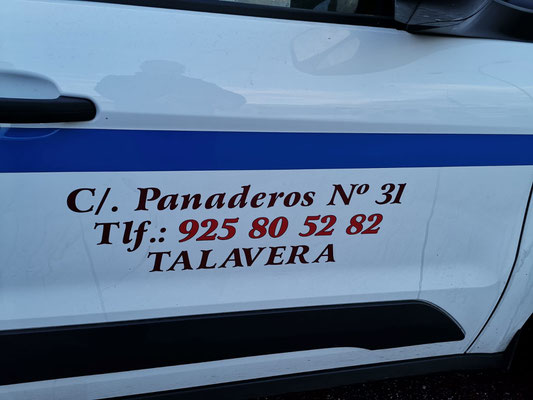 C/. Panaderos Nº 31
Tlf.: 925 80 52 82
TALAVERA